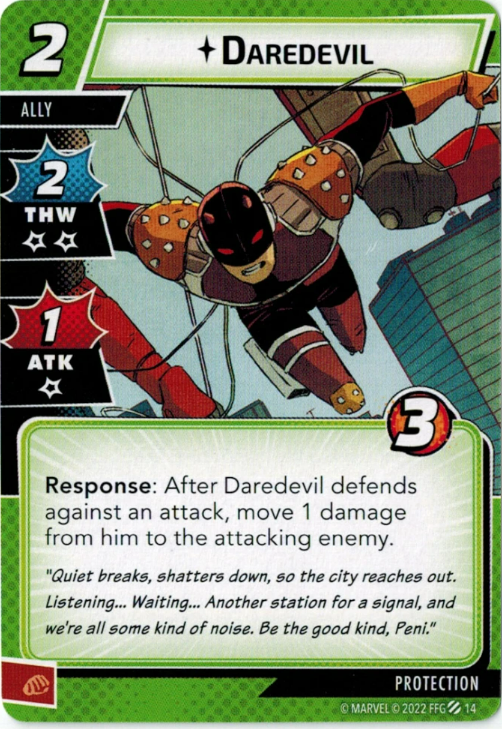 2
DAREDEVIL
ALLY
2
THW
1
ATK
3
Response: After Daredevil defends
against an attack, move 1 damage
from him to the attacking enemy.
"Quiet breaks, shatters down, so the city reaches out.
Listening... Waiting... Another station for a signal, and
we're all some kind of noise. Be the good kind, Peni."
PROTECTION
© MARVEL © 2022 FFG 14